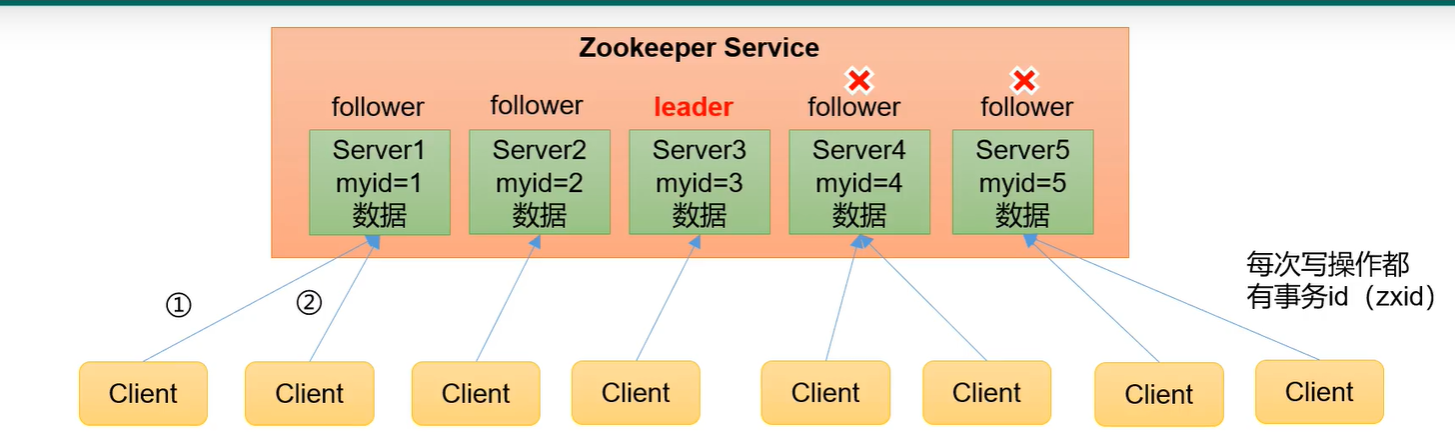 Zookeeper Service
follower
follower
leader
follower
follower
Server1
myid=1
数据
Server2
myid=2
数据
Server3
myid=3
数据
Server4
myid=4
数据
Server5
myid=5
数据
每次写操作都
有事务id（zxid）
①
②
Client
Client
Client
Client
Client
Client
Client
Client